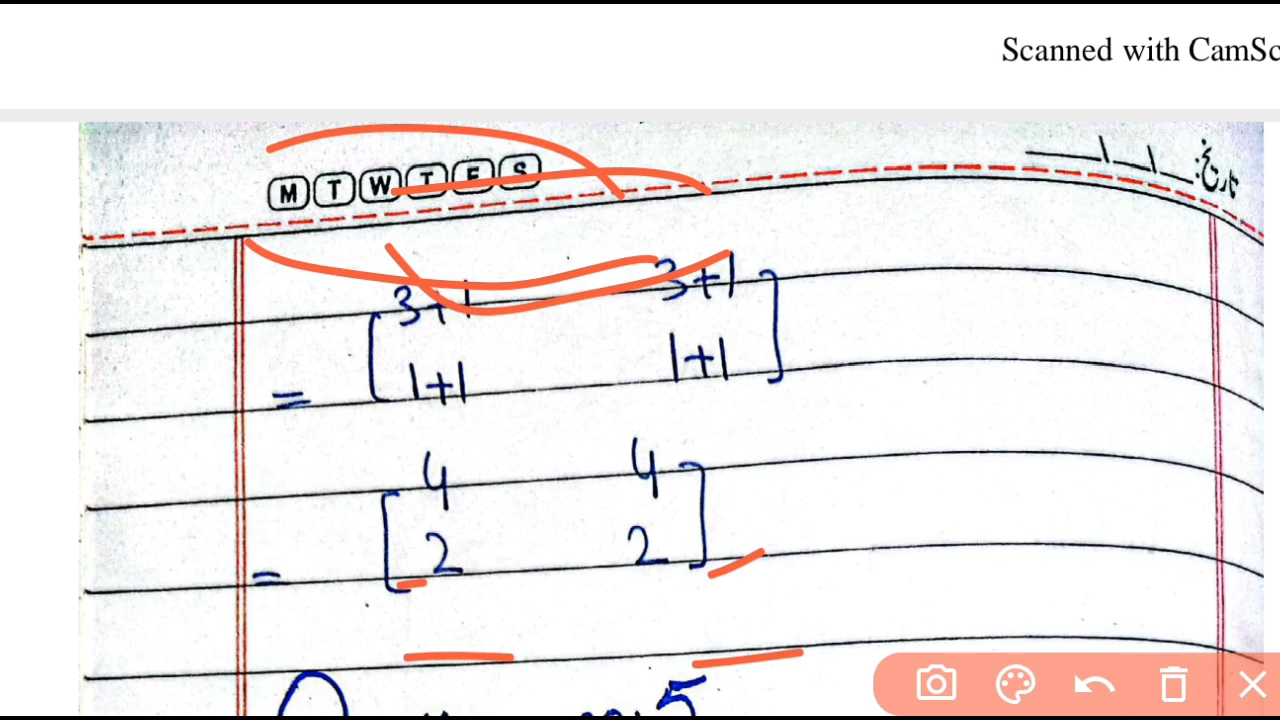 Scanned with CamSc
M T W T F S
تاریخ:
3+1 3+1
= 1+1 1+1
4 4
= 2 2